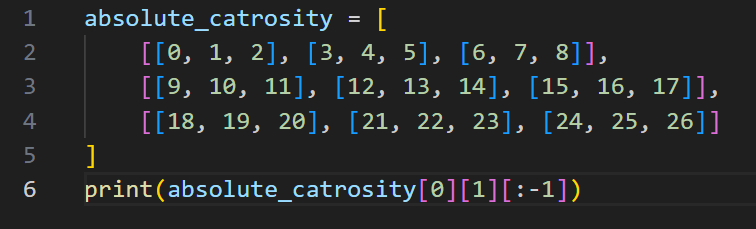 1 absolute_catrosity = [
2     [[0, 1, 2], [3, 4, 5], [6, 7, 8]],
3     [[9, 10, 11], [12, 13, 14], [15, 16, 17]],
4     [[18, 19, 20], [21, 22, 23], [24, 25, 26]]
5 ]
6 print(absolute_catrosity[0][1][:-1])